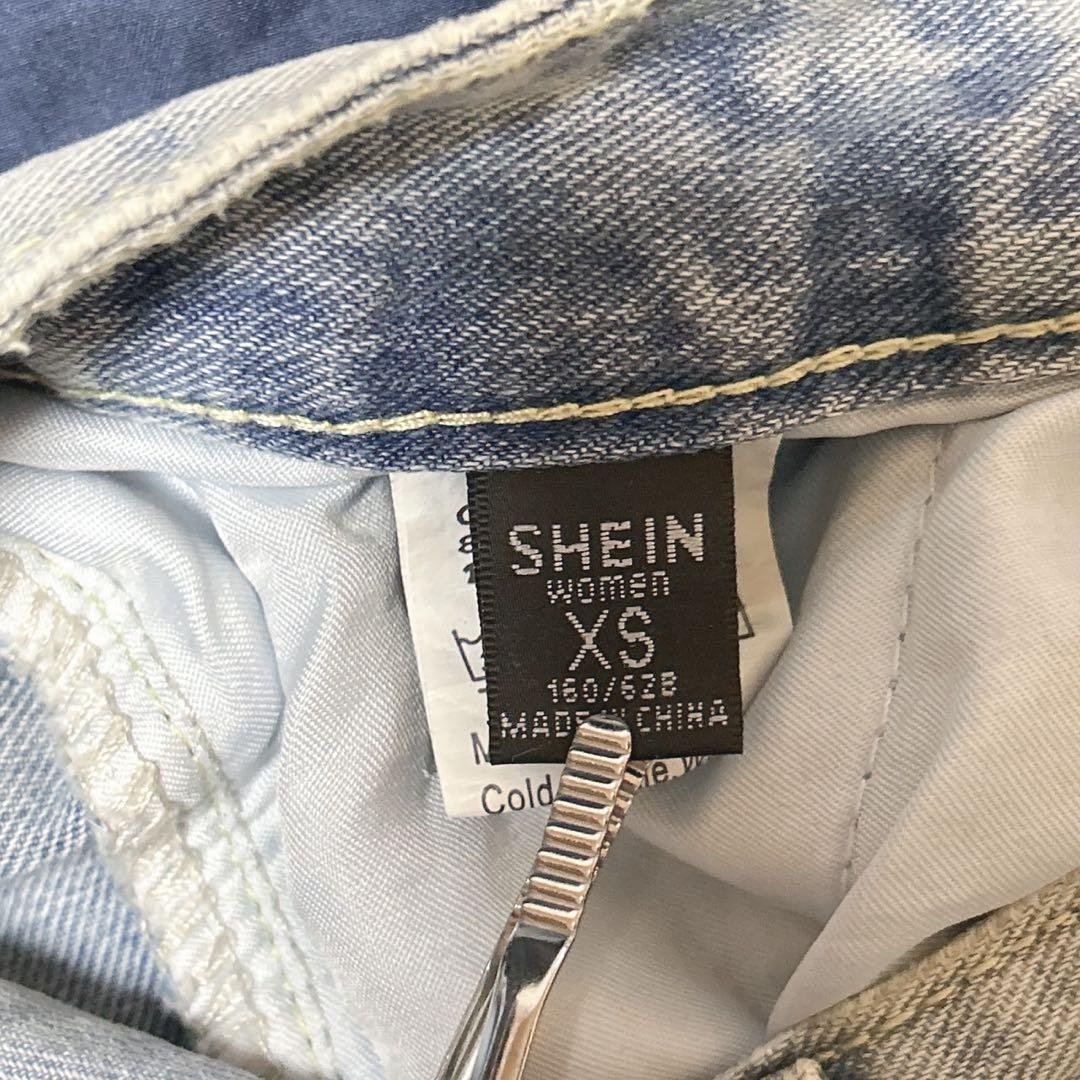 SHEIN
women
XS
160/62B
MADE IN CHINA
Cold